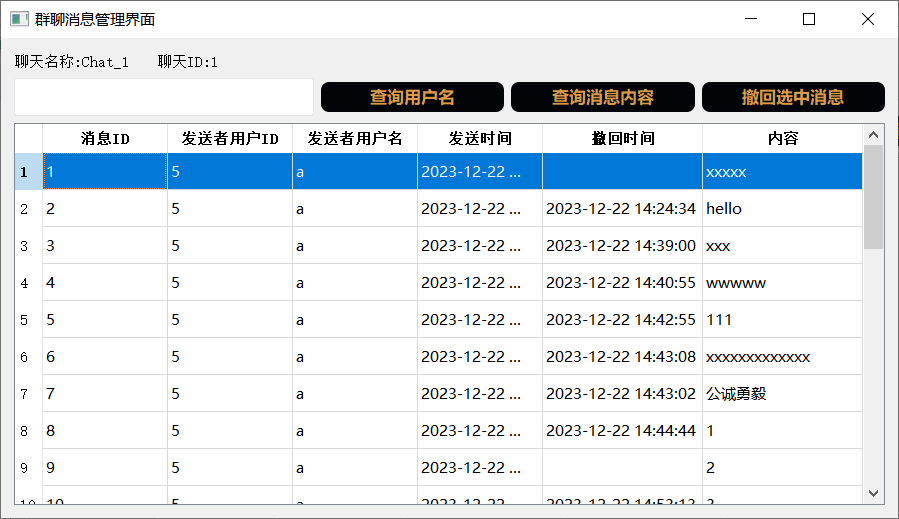 群聊消息管理界面
聊天名称:Chat_1 聊天ID:1
查询用户名 查询消息内容 撤回选中消息
消息ID 发送者用户ID 发送者用户名 发送时间 撤回时间 内容
1 1 5 a 2023-12-22 ... xxxxx
2 2 5 a 2023-12-22 ... 2023-12-22 14:24:34 hello
3 3 5 a 2023-12-22 ... 2023-12-22 14:39:00 xxx
4 4 5 a 2023-12-22 ... 2023-12-22 14:40:55 wwwww
5 5 5 a 2023-12-22 ... 2023-12-22 14:42:55 111
6 6 5 a 2023-12-22 ... 2023-12-22 14:43:08 xxxxxxxxxxxxx
7 7 5 a 2023-12-22 ... 2023-12-22 14:43:02 公诚勇毅
8 8 5 a 2023-12-22 ... 2023-12-22 14:44:44 1
9 9 5 a 2023-12-22 ... 2
10 10 5 a 2023-12-22 2023-12-22 14:53:13